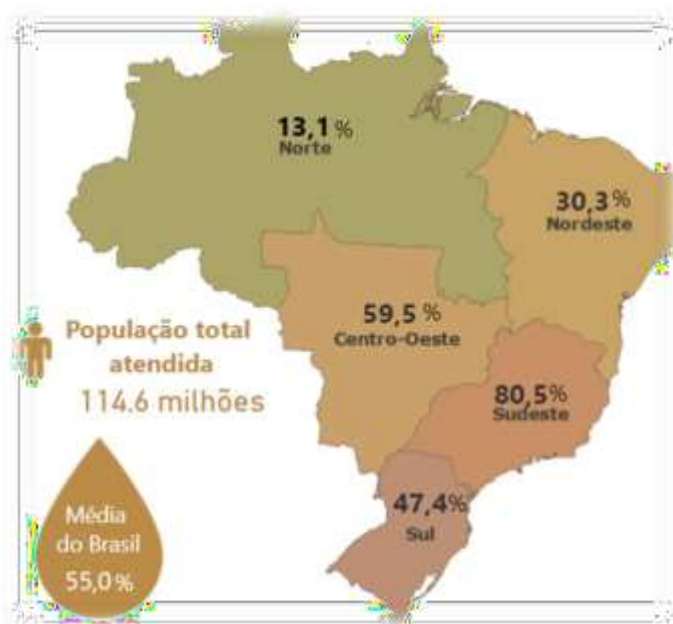 13,1 %
Norte
30,3 %
Nordeste
59,5 %
Centro-Oeste
População total
atendida
114.6 milhões
80,5%
Sudeste
47,4%
Sul
Média
do Brasil
55,0%